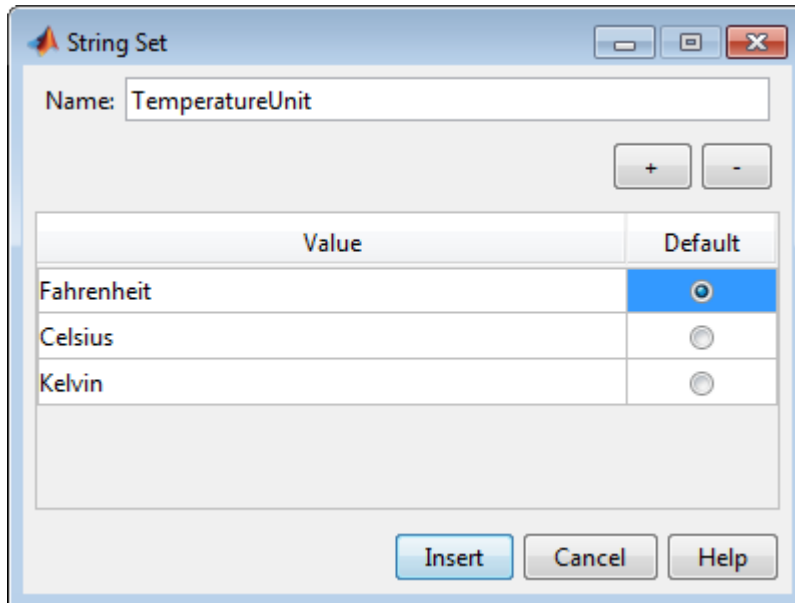 String Set
Name: TemperatureUnit
+ -
Value Default
Fahrenheit
Celsius
Kelvin
Insert Cancel Help